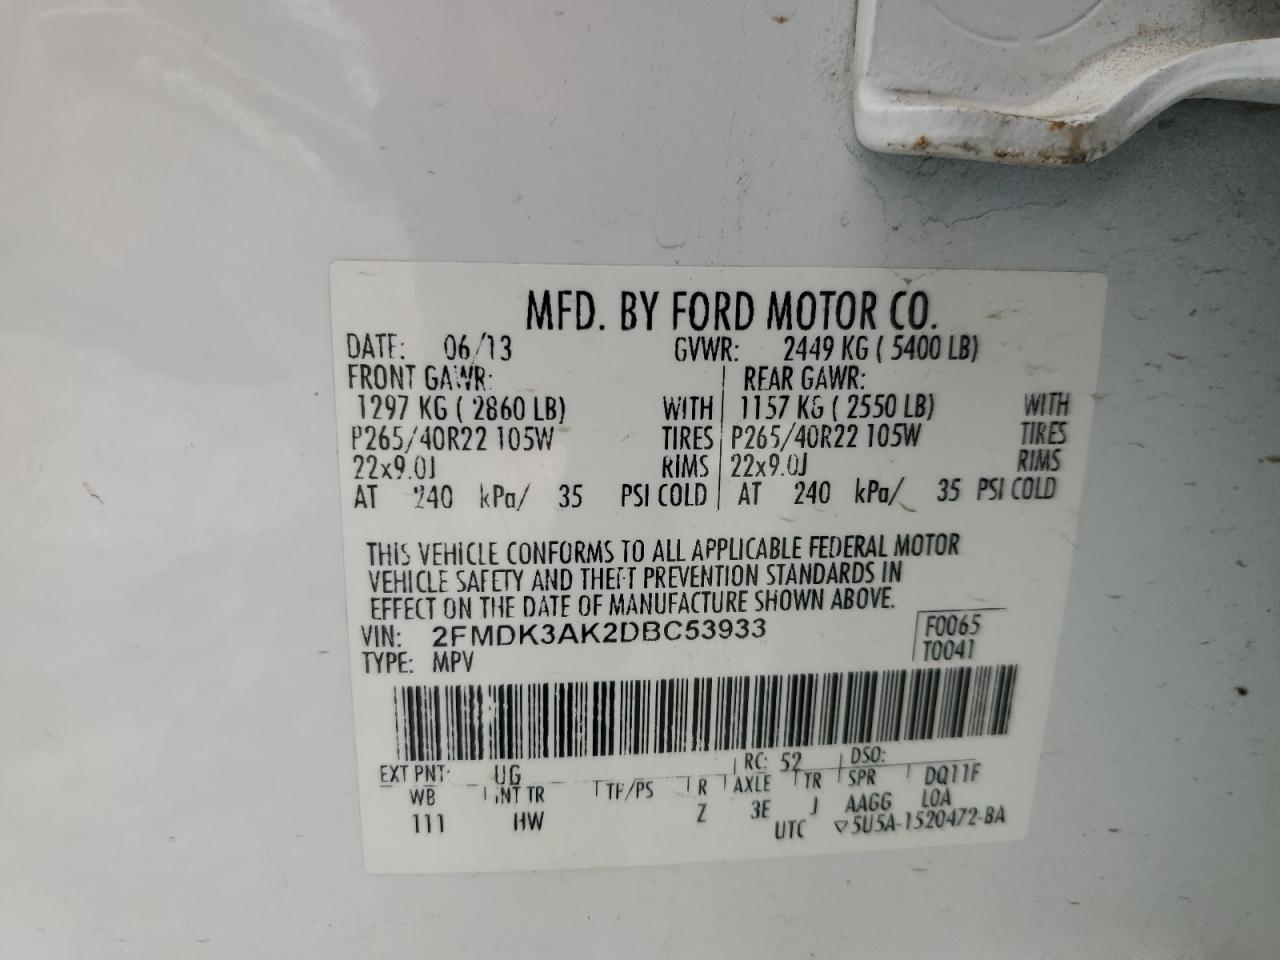 MFD. BY FORD MOTOR CO.
DATE: 06/13 GVWR: 2449 KG ( 5400 LB)
FRONT GAWR: REAR GAWR:
1297 KG ( 2860 LB) WITH 1157 KG ( 2550 LB) WITH
P265/40R22 105W TIRES P265/40R22 105W TIRES
22x9.0J RIMS 22x9.0J RIMS
AT 240 kPa/ 35 PSI COLD AT 240 kPa/ 35 PSI COLD
THIS VEHICLE CONFORMS TO ALL APPLICABLE FEDERAL MOTOR
VEHICLE SAFETY AND THEFT PREVENTION STANDARDS IN
EFFECT ON THE DATE OF MANUFACTURE SHOWN ABOVE.
VIN: 2FMDK3AK2DBC53933 F0065
TYPE: MPV T0041
EXT PNT: UG RC: 52 DSO:
WB INT TR TP/PS R AXLE TR SPR DQ11F
111 HW Z 3E J AAGG LOA
UTC ▽5U5A-1520472-BA